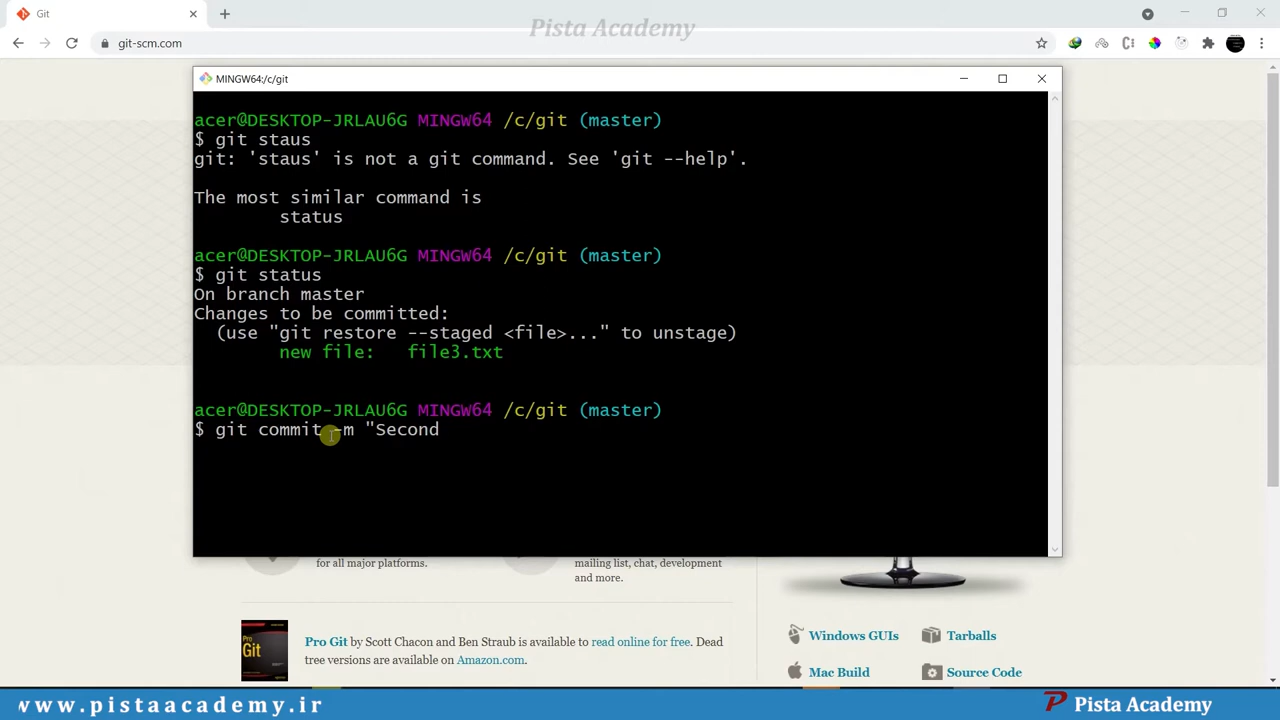 Git
Pista Academy
git-scm.com
MINGW64:/c/git
acer@DESKTOP-JRLAU6G MINGW64 /c/git (master)
$ git staus
git: 'staus' is not a git command. See 'git --help'.
The most similar command is
status
acer@DESKTOP-JRLAU6G MINGW64 /c/git (master)
$ git status
On branch master
Changes to be committed:
(use "git restore --staged <file>..." to unstage)
new file: file3.txt
acer@DESKTOP-JRLAU6G MINGW64 /c/git (master)
$ git commit -m "Second
for all major platforms.
mailing list, chat, development
and more.
Pro
Git
Pro Git by Scott Chacon and Ben Straub is available to read online for free. Dead
tree versions are available on Amazon.com.
Windows GUIs
Tarballs
Mac Build
Source Code
www.pistaacademy.ir
Pista Academy